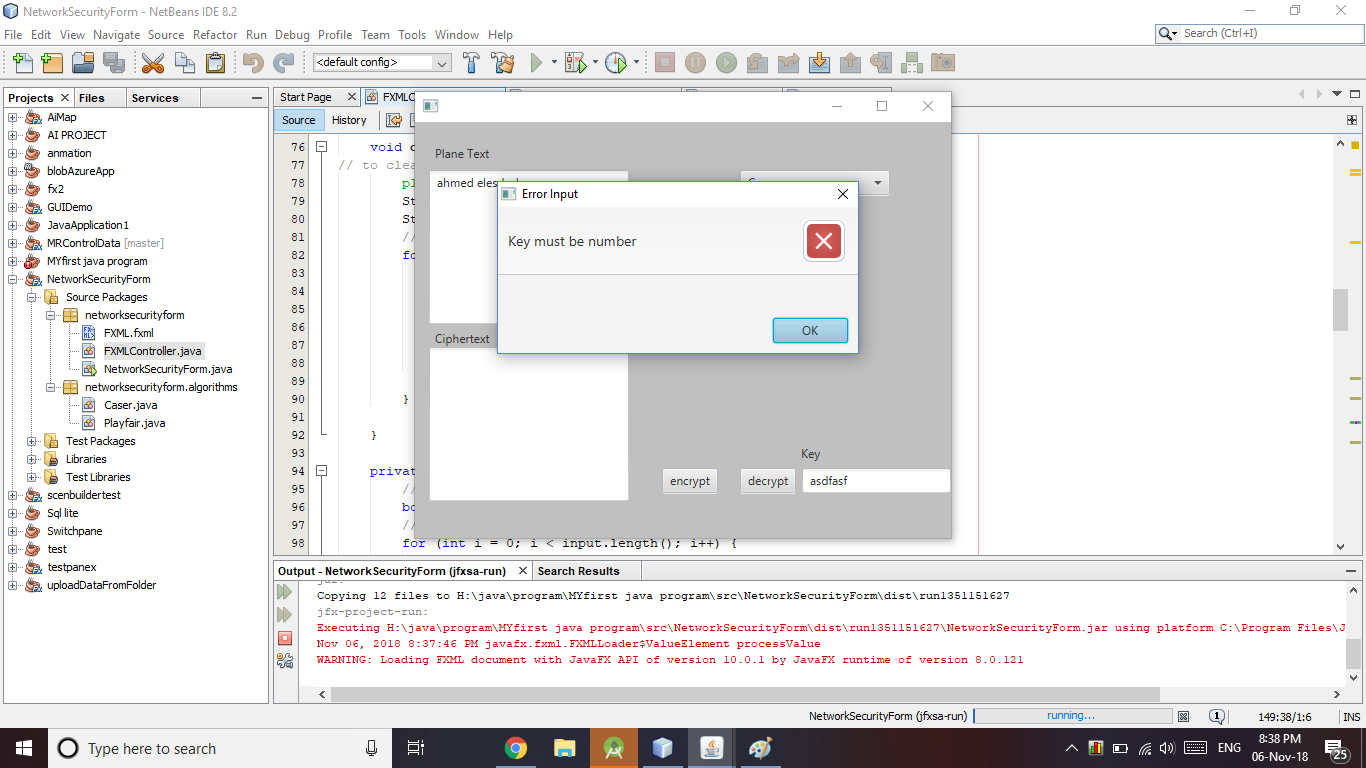 NetworkSecurityForm - NetBeans IDE 8.2
File Edit View Navigate Source Refactor Run Debug Profile Team Tools Window Help
Search (Ctrl+I)
<default config>
Projects Files Services
AiMap
AI PROJECT
anmation
blobAzureApp
fx2
GUIDemo
JavaApplication1
MRControlData [master]
MYfirst java program
NetworkSecurityForm
Source Packages
networksecurityform
FXML.fxml
FXMLController.java
NetworkSecurityForm.java
networksecurityform.algorithms
Caser.java
Playfair.java
Test Packages
Libraries
Test Libraries
scenbuildertest
Sql lite
Switchpane
test
testpanex
uploadDataFromFolder
Start Page FXMLC
Source History
76 void
77 // to clea
78
79 St
80 St
81 //
82 fo
83
84
85
86
87
88
89
90 }
91
92 }
93
94 privat
95 //
96 bo
97 //
98 for (int i = 0; i < input.length(); i++) {
Plane Text
ahmed
Error Input
Key must be number
OK
Ciphertext
Key
encrypt decrypt asdfasf
Output - NetworkSecurityForm (jfxsa-run) Search Results
Copying 12 files to H:\java\program\MYfirst java program\src\NetworkSecurityForm\dist\run1351151627
jfx-project-run:
Executing H:\java\program\MYfirst java program\src\NetworkSecurityForm\dist\run1351151627\NetworkSecurityForm.jar using platform C:\Program Files\J
Nov 06, 2018 8:37:46 PM javafx.fxml.FXMLLoader$ValueElement processValue
WARNING: Loading FXML document with JavaFX API of version 10.0.1 by JavaFX runtime of version 8.0.121
NetworkSecurityForm (jfxsa-run) running... 1 149:38/1:6 INS
Type here to search
ENG
8:38 PM
06-Nov-18
25